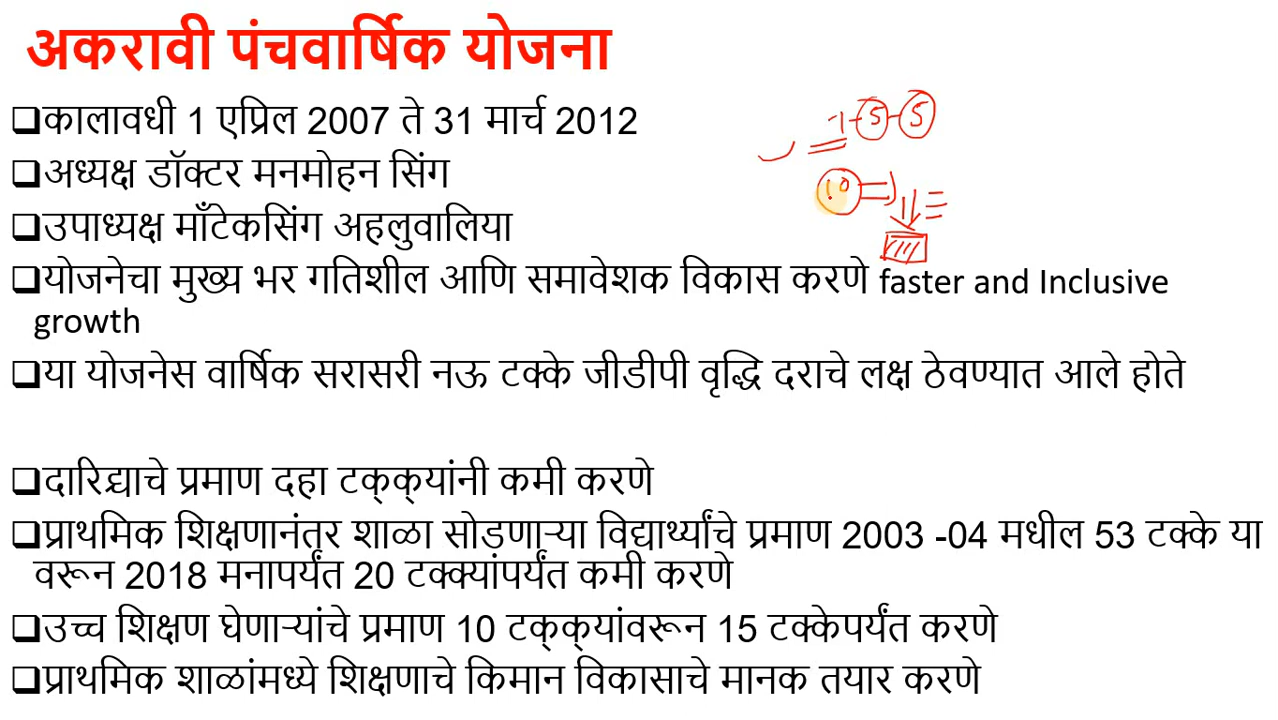 अकरावी पंचवार्षिक योजना
❑कालावधी 1 एप्रिल 2007 ते 31 मार्च 2012
❑अध्यक्ष डॉक्टर मनमोहन सिंग
❑उपाध्यक्ष माँटेकसिंग अहलुवालिया
❑योजनेचा मुख्य भर गतिशील आणि समावेशक विकास करणे faster and Inclusive
growth
❑या योजनेस वार्षिक सरासरी नऊ टक्के जीडीपी वृद्धि दराचे लक्ष ठेवण्यात आले होते
❑दारिद्याचे प्रमाण दहा टक्क्यांनी कमी करणे
❑प्राथमिक शिक्षणानंतर शाळा सोडणाऱ्या विद्यार्थ्यांचे प्रमाण 2003 -04 मधील 53 टक्के या
वरून 2018 मनापर्यंत 20 टक्क्यांपर्यंत कमी करणे
❑उच्च शिक्षण घेणाऱ्यांचे प्रमाण 10 टक्क्यांवरून 15 टक्केपर्यंत करणे
❑प्राथमिक शाळांमध्ये शिक्षणाचे किमान विकासाचे मानक तयार करणे
5 - 5
10